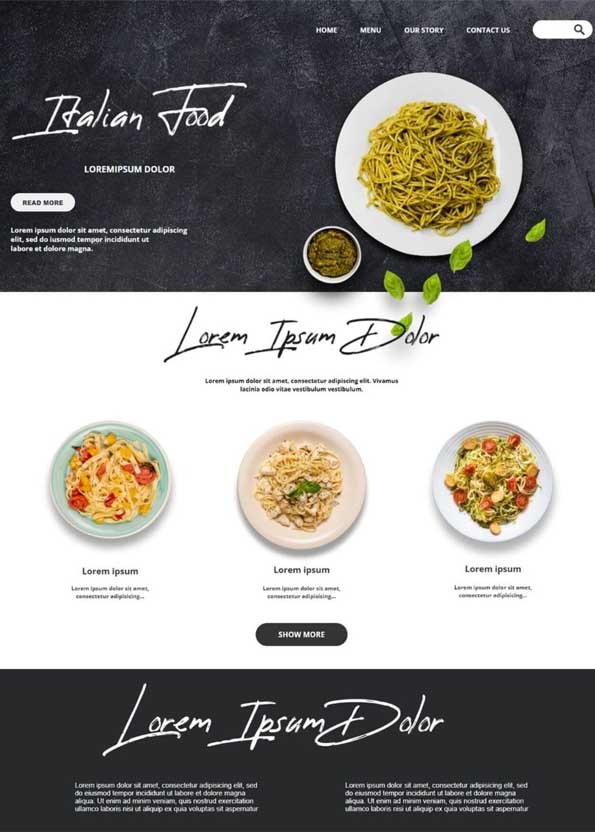 HOME MENU OUR STORY CONTACT US
Italian Food
LOREMIPSUM DOLOR
READ MORE
Lorem ipsum dolor sit amet, consectetur adipiscing
elit, sed do iusmod tempor incididunt ut
labore et dolore magna.
Lorem Ipsum Dolor
Lorem ipsum dolor sit amet, consectetur adipiscing elit. Vivamus
lacinia odio vitae vestibulum vestibulum.
Lorem ipsum
Lorem ipsum dolor sit amet,
consectetur adipisicing...
Lorem ipsum
Lorem ipsum dolor sit amet,
consectetur adipisicing...
Lorem ipsum
Lorem ipsum dolor sit amet,
consectetur adipisicing...
SHOW MORE
Lorem Ipsum Dolor
Lorem ipsum dolor sit amet, consectetur adipisicing elit, sed
do eiusmod tempor incididunt ut labore et dolore magna
aliqua. Ut enim ad minim veniam, quis nostrud exercitation
ullamco laboris nisi ut aliquip ex ut magna aspernatur
Lorem ipsum dolor sit amet, consectetur adipisicing elit, sed
do eiusmod tempor incididunt ut labore et dolore magna
aliqua. Ut enim ad minim veniam, quis nostrud exercitation
ullamco laboris nisi ut aliquip ex ut magna aspernatur